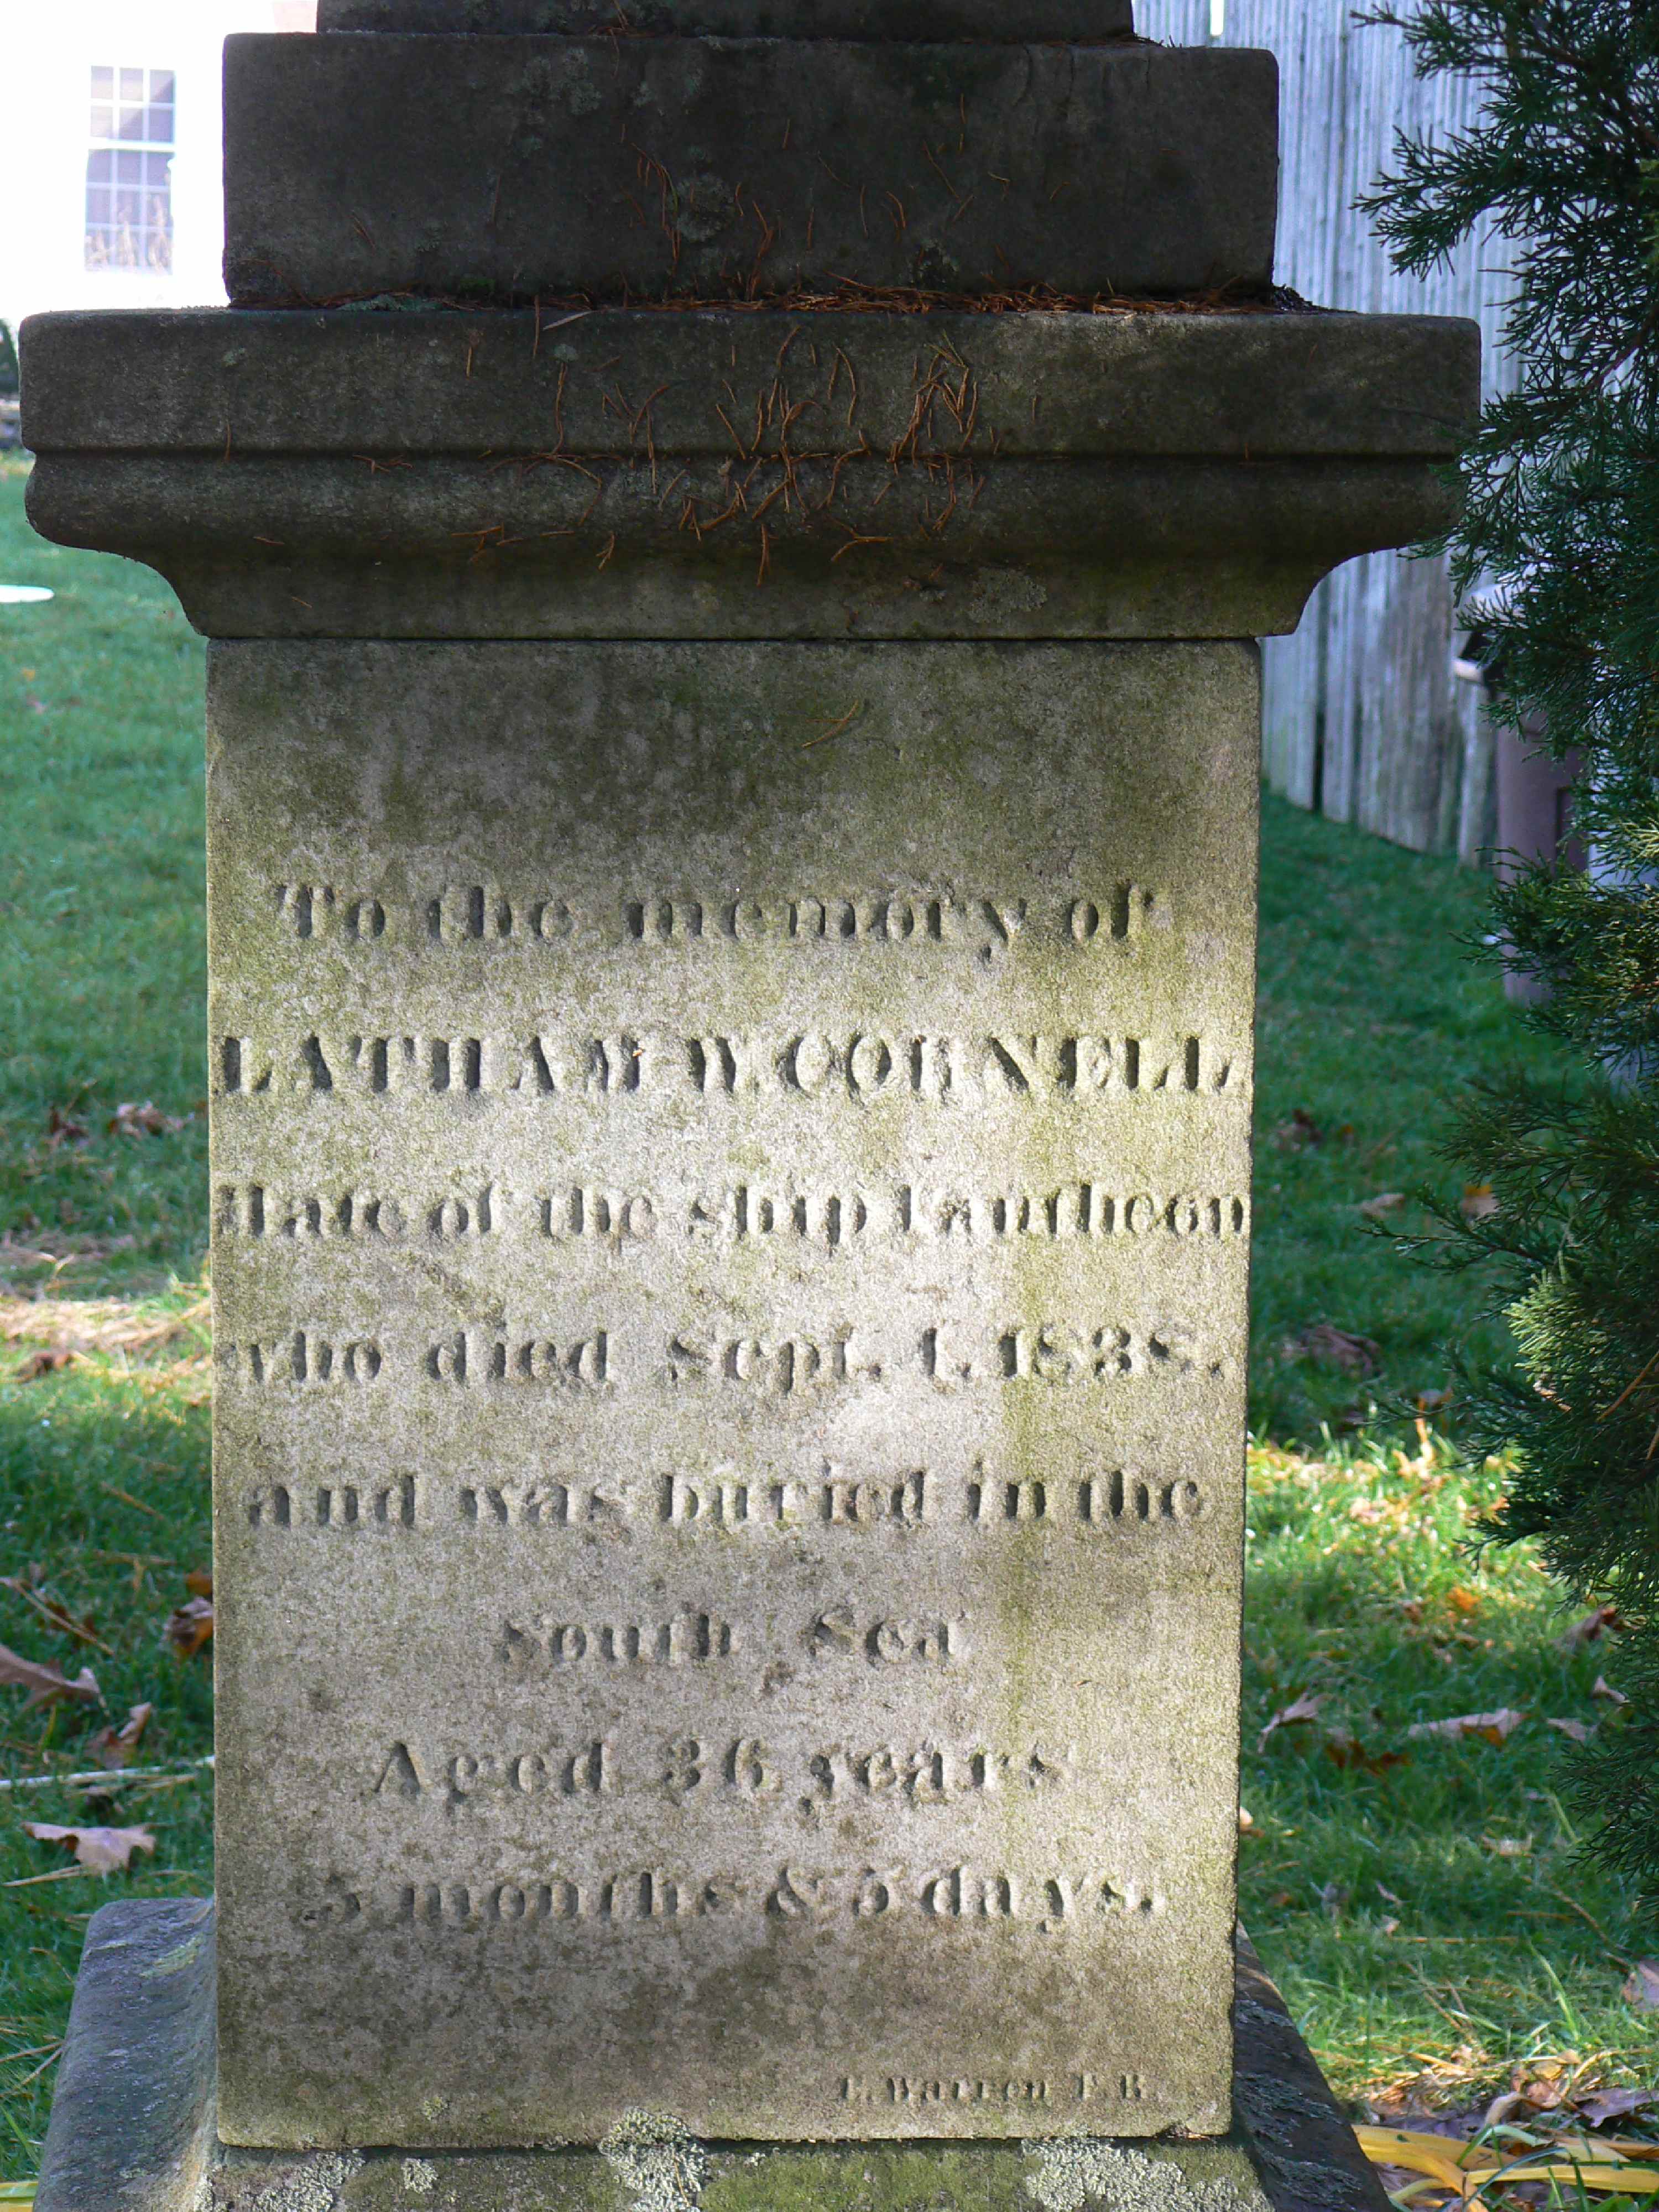 To the memory of
LATHAM W. CORNELL
Mate of the ship Pantheon
who died Sept. 1. 1838.
and was buried in the
South Sea
Aged 36 years
5 months & 5 days.
Warren F. R.